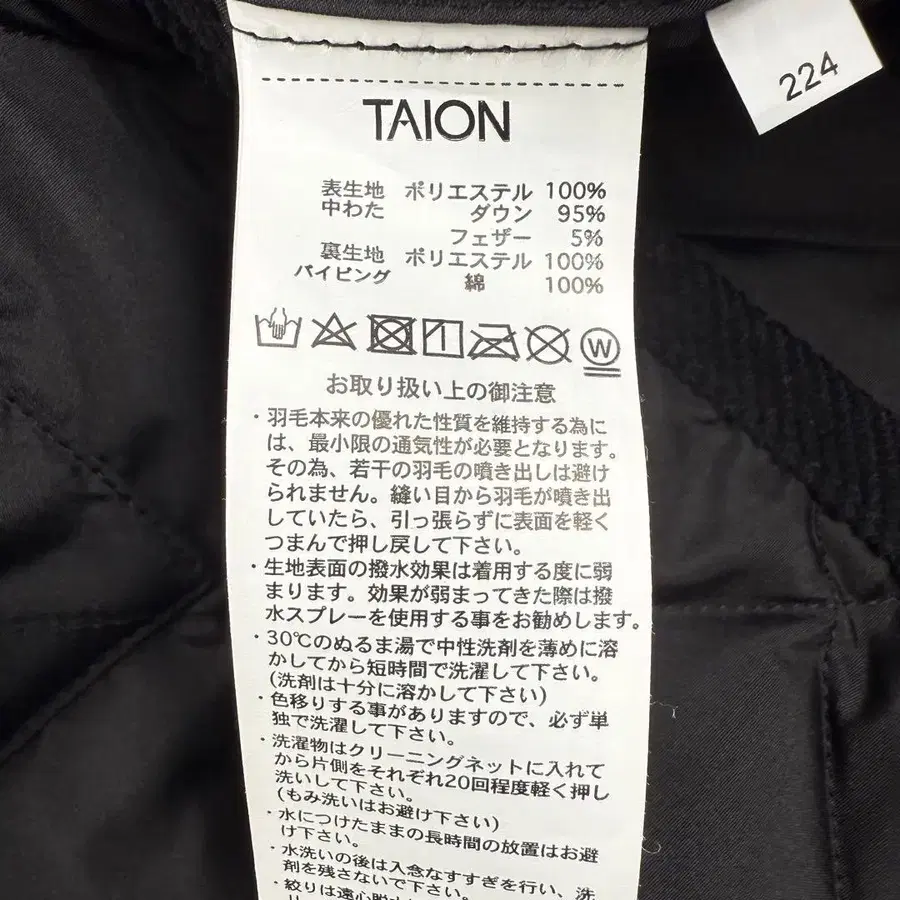 224
TAION
表生地 ポリエステル 100%
中わた ダウン 95%
フェザー 5%
裏生地 ポリエステル 100%
パイピング 綿 100%
W
お取り扱い上の御注意
・羽毛本来の優れた性質を維持する為に
は、最小限の通気性が必要となります。
その為、若干の羽毛の噴き出しは避け
られません。縫い目から羽毛が噴き出
していたら、引っ張らずに表面を軽く
つまんで押し戻して下さい。
・生地表面の撥水効果は着用する度に弱
まります。効果が弱まってきた際は撥
水スプレーを使用する事をお勧めします。
・30℃のぬるま湯で中性洗剤を薄めに溶
かしてから短時間で洗濯して下さい。
(洗剤は十分に溶かして下さい)
・色移りする事がありますので、必ず単
独で洗濯して下さい。
・洗濯物はクリーニングネットに入れて
から片側をそれぞれ20回程度軽く押し
洗いして下さい。
(もみ洗いはお避け下さい)
・水につけたままの長時間の放置はお避
け下さい。
・水洗いの後は入念なすすぎを行い、洗
剤を残さないで下さい。
・絞りは遠心脱水